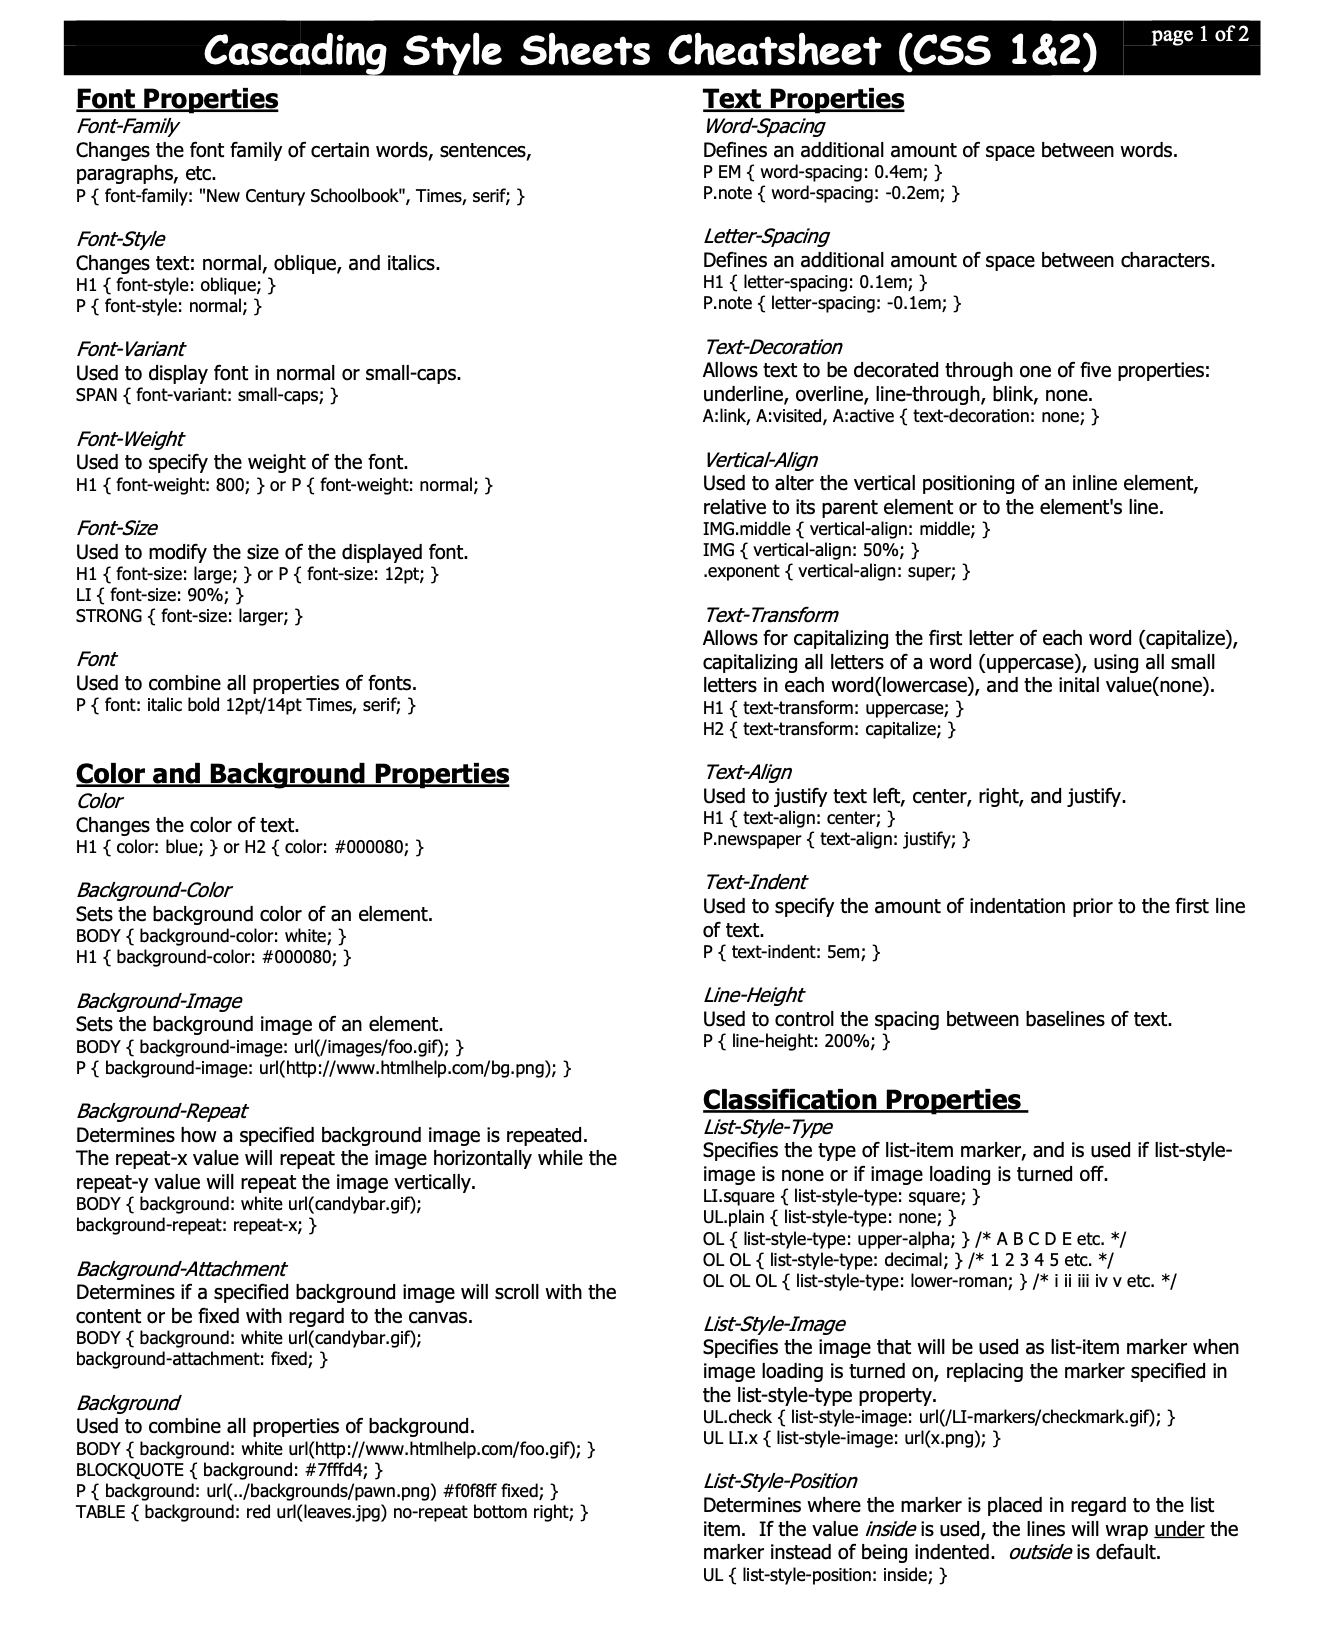 Cascading Style Sheets Cheatsheet (CSS 1&2)
page 1 of 2
Font Properties
Font-Family
Changes the font family of certain words, sentences,
paragraphs, etc.
P { font-family: "New Century Schoolbook", Times, serif; }
Font-Style
Changes text: normal, oblique, and italics.
H1 { font-style: oblique; }
P { font-style: normal; }
Font-Variant
Used to display font in normal or small-caps.
SPAN { font-variant: small-caps; }
Font-Weight
Used to specify the weight of the font.
H1 { font-weight: 800; } or P { font-weight: normal; }
Font-Size
Used to modify the size of the displayed font.
H1 { font-size: large; } or P { font-size: 12pt; }
LI { font-size: 90%; }
STRONG { font-size: larger; }
Font
Used to combine all properties of fonts.
P { font: italic bold 12pt/14pt Times, serif; }
Color and Background Properties
Color
Changes the color of text.
H1 { color: blue; } or H2 { color: #000080; }
Background-Color
Sets the background color of an element.
BODY { background-color: white; }
H1 { background-color: #000080; }
Background-Image
Sets the background image of an element.
BODY { background-image: url(/images/foo.gif); }
P { background-image: url(http://www.htmlhelp.com/bg.png); }
Background-Repeat
Determines how a specified background image is repeated.
The repeat-x value will repeat the image horizontally while the
repeat-y value will repeat the image vertically.
BODY { background: white url(candybar.gif);
background-repeat: repeat-x; }
Background-Attachment
Determines if a specified background image will scroll with the
content or be fixed with regard to the canvas.
BODY { background: white url(candybar.gif);
background-attachment: fixed; }
Background
Used to combine all properties of background.
BODY { background: white url(http://www.htmlhelp.com/foo.gif); }
BLOCKQUOTE { background: #7fffd4; }
P { background: url(../backgrounds/pawn.png) #f0f8ff fixed; }
TABLE { background: red url(leaves.jpg) no-repeat bottom right; }
Text Properties
Word-Spacing
Defines an additional amount of space between words.
P EM { word-spacing: 0.4em; }
P.note { word-spacing: -0.2em; }
Letter-Spacing
Defines an additional amount of space between characters.
H1 { letter-spacing: 0.1em; }
P.note { letter-spacing: -0.1em; }
Text-Decoration
Allows text to be decorated through one of five properties:
underline, overline, line-through, blink, none.
A:link, A:visited, A:active { text-decoration: none; }
Vertical-Align
Used to alter the vertical positioning of an inline element,
relative to its parent element or to the element's line.
IMG.middle { vertical-align: middle; }
IMG { vertical-align: 50%; }
.exponent { vertical-align: super; }
Text-Transform
Allows for capitalizing the first letter of each word (capitalize),
capitalizing all letters of a word (uppercase), using all small
letters in each word(lowercase), and the inital value(none).
H1 { text-transform: uppercase; }
H2 { text-transform: capitalize; }
Text-Align
Used to justify text left, center, right, and justify.
H1 { text-align: center; }
P.newspaper { text-align: justify; }
Text-Indent
Used to specify the amount of indentation prior to the first line
of text.
P { text-indent: 5em; }
Line-Height
Used to control the spacing between baselines of text.
P { line-height: 200%; }
Classification Properties
List-Style-Type
Specifies the type of list-item marker, and is used if list-style-
image is none or if image loading is turned off.
LI.square { list-style-type: square; }
UL.plain { list-style-type: none; }
OL { list-style-type: upper-alpha; } /* A B C D E etc. */
OL OL { list-style-type: decimal; } /* 1 2 3 4 5 etc. */
OL OL OL { list-style-type: lower-roman; } /* i ii iii iv v etc. */
List-Style-Image
Specifies the image that will be used as list-item marker when
image loading is turned on, replacing the marker specified in
the list-style-type property.
UL.check { list-style-image: url(/LI-markers/checkmark.gif); }
UL LI.x { list-style-image: url(x.png); }
List-Style-Position
Determines where the marker is placed in regard to the list
item.  If the value inside is used, the lines will wrap under the
marker instead of being indented.  outside is default.
UL { list-style-position: inside; }